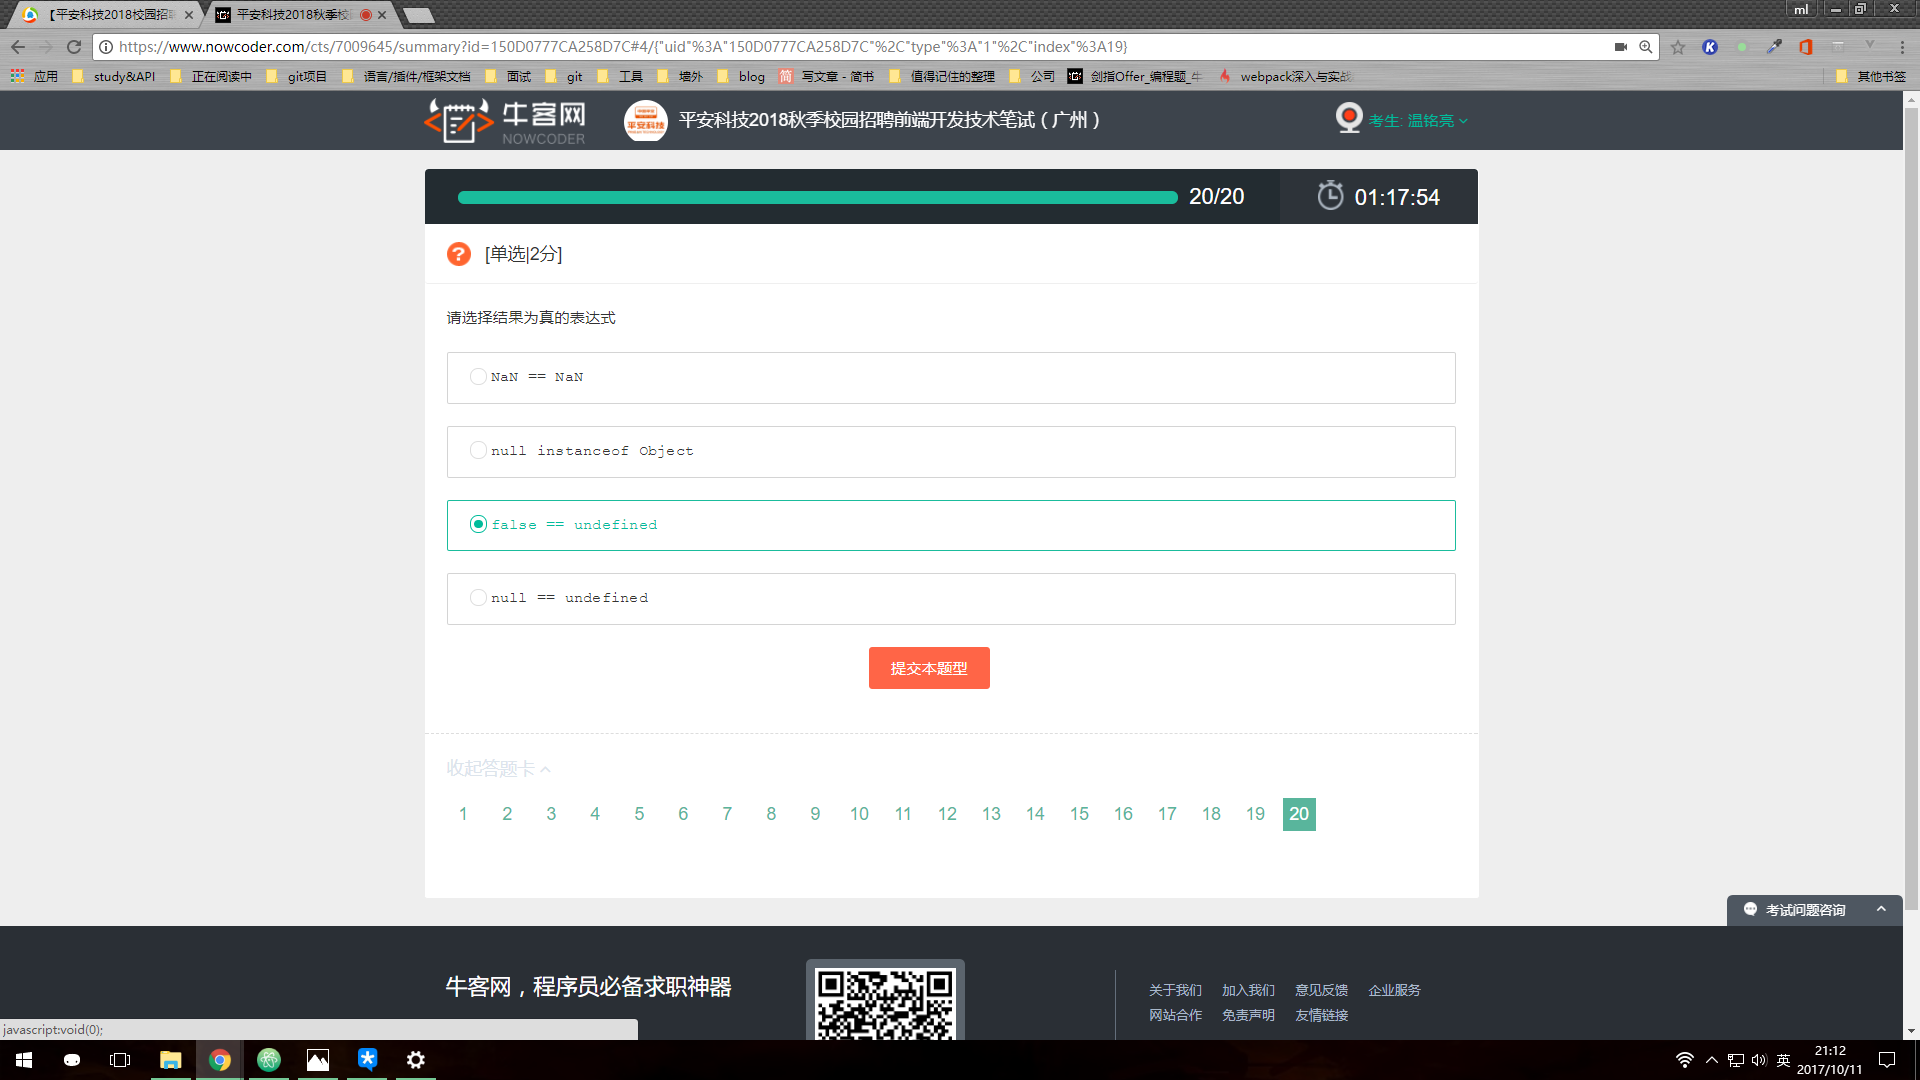 【平安科技2018校园招聘
平安科技2018秋季校
ml
https://www.nowcoder.com/cts/7009645/summary?id=150D0777CA258D7C#4/{"uid"%3A"150D0777CA258D7C"%2C"type"%3A"1"%2C"index"%3A19}
应用 study&API 正在阅读中 git项目 语言/插件/框架文档 面试 git 工具 墙外 blog 写文章 - 简书 值得记住的整理 公司 剑指Offer_编程题_牛 webpack深入与实战 其他书签
牛客网
NOWCODER
平安科技
平安科技2018秋季校园招聘前端开发技术笔试（广州）
考生: 温铭亮
20/20
01:17:54
[单选|2分]
请选择结果为真的表达式
NaN == NaN
null instanceof Object
false == undefined
null == undefined
提交本题型
收起答题卡
1 2 3 4 5 6 7 8 9 10 11 12 13 14 15 16 17 18 19 20
考试问题咨询
牛客网，程序员必备求职神器
关于我们 加入我们 意见反馈 企业服务
网站合作 免责声明 友情链接
javascript:void(0);
英
21:12
2017/10/11